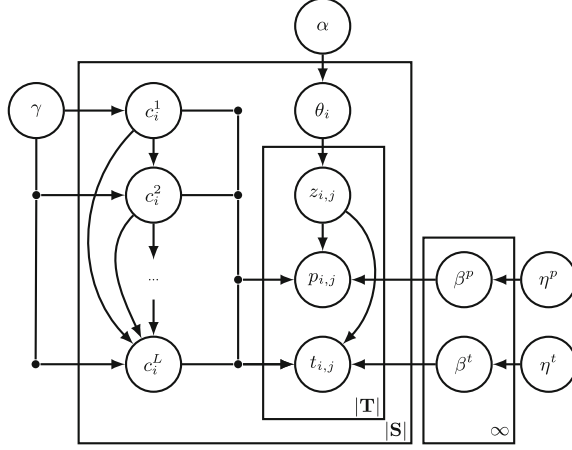 α
γ c_i^1 θ_i
c_i^2 z_{i,j}
... p_{i,j} β^p η^p
c_i^L t_{i,j} β^t η^t
|T|
|S| ∞